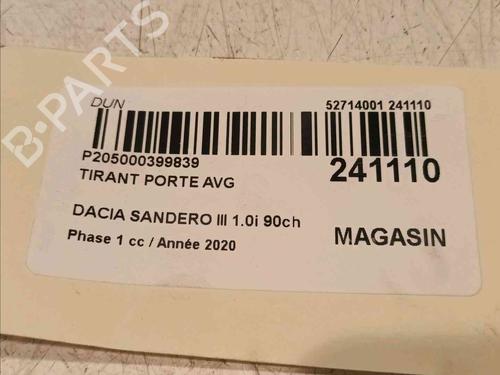 DUN
52714001 241110
P205000399839
241110
TIRANT PORTE AVG
DACIA SANDERO III 1.0i 90ch
MAGASIN
Phase 1 cc / Année 2020
B-PARTS